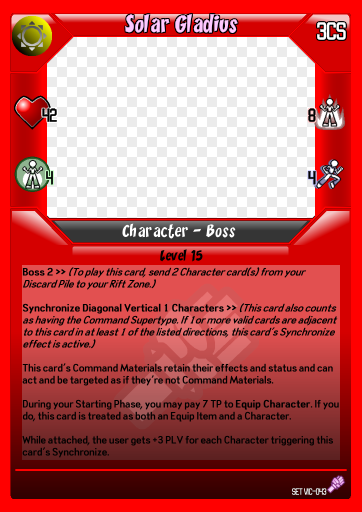 Solar Gladius
3CS
42
8
4
4
Character - Boss
Level 15
Boss 2 >> (To play this card, send 2 Character card(s) from your
Discard Pile to your Rift Zone.)
Synchronize Diagonal Vertical 1 Characters >> (This card also counts
as having the Command Supertype. If 1 or more valid cards are adjacent
to this card in at least 1 of the listed directions, this card's Synchronize
effect is active.)
This card's Command Materials retain their effects and status and can
act and be targeted as if they're not Command Materials.
During your Starting Phase, you may pay 7 TP to Equip Character. If you
do, this card is treated as both an Equip Item and a Character.
While attached, the user gets +3 PLV for each Character triggering this
card's Synchronize.
SET VIC-043